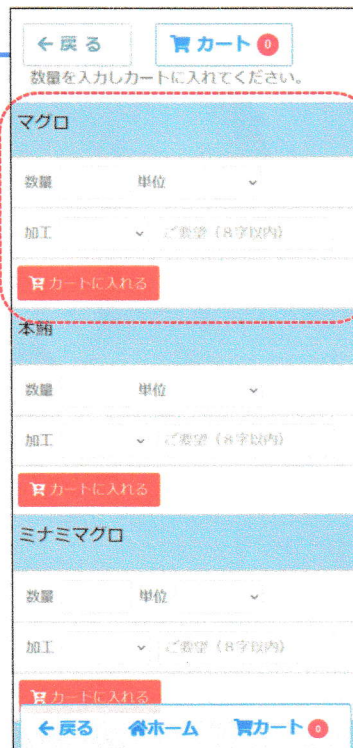 ←戻る カート 0
数量を入力しカートに入れてください。
マグロ
数量 単位
加工 ご要望（8字以内）
カートに入れる
本鮪
数量 単位
加工 ご要望（8字以内）
カートに入れる
ミナミマグロ
数量 単位
加工 ご要望（8字以内）
カートに入れる
←戻る ホーム カート 0